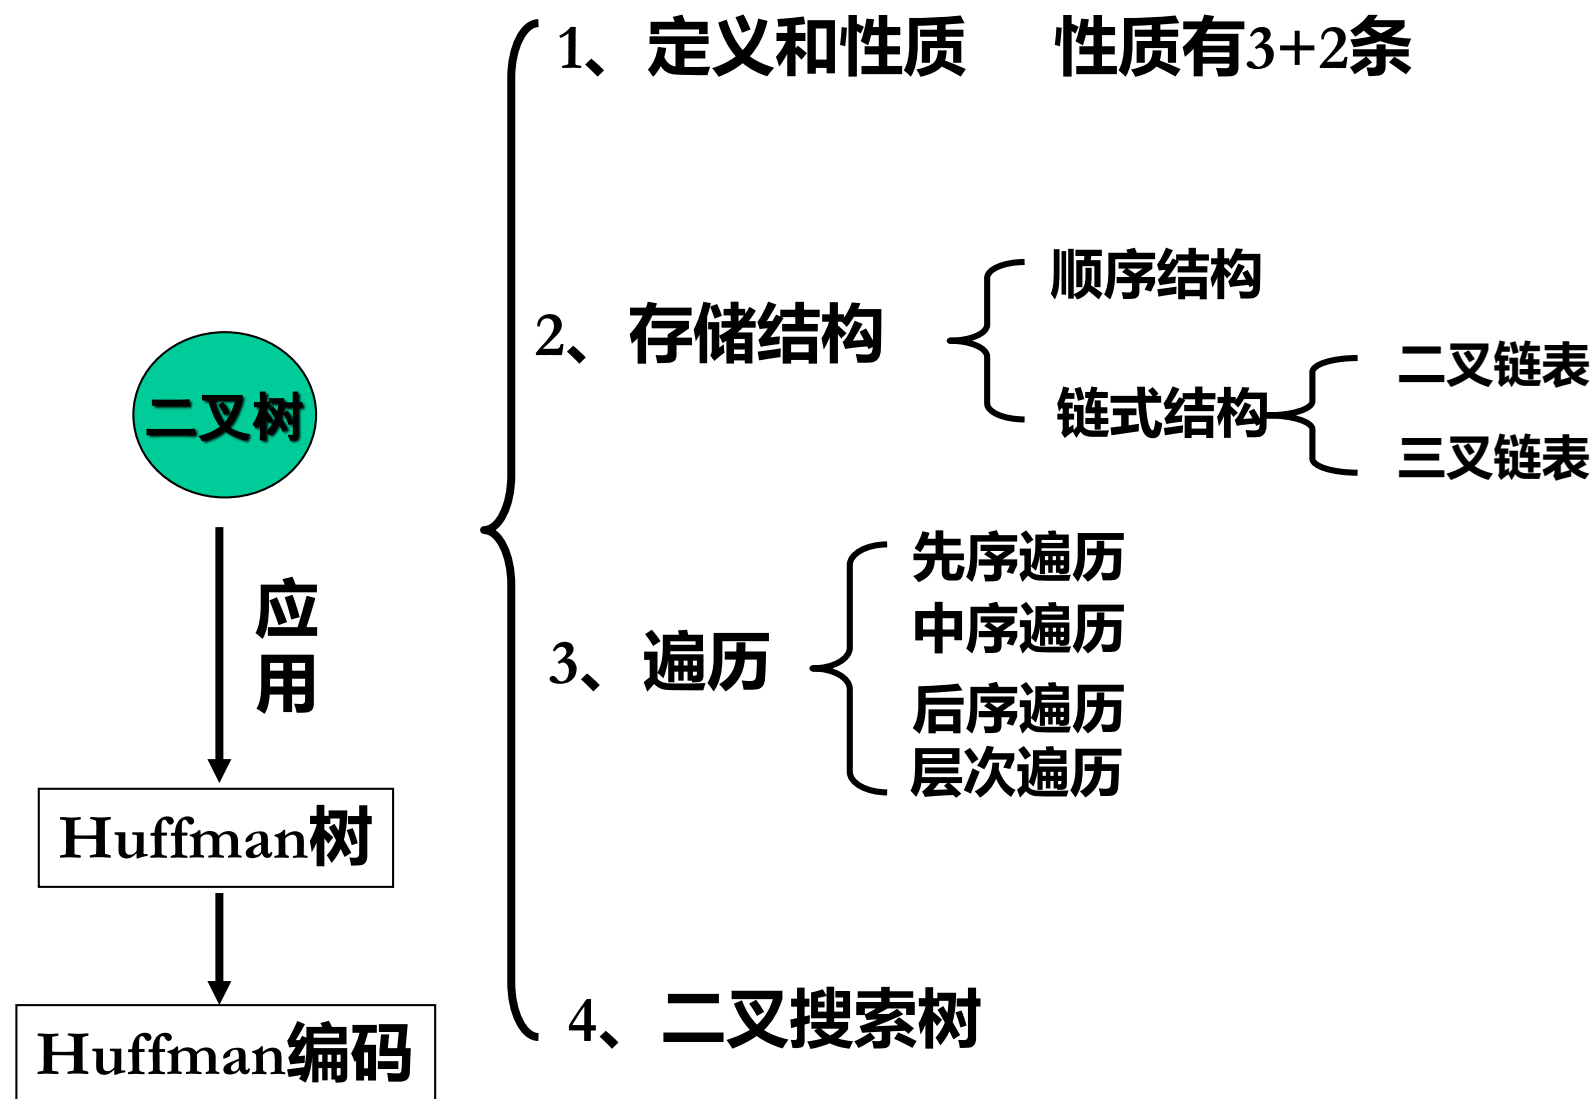 1、定义和性质 性质有3+2条
2、存储结构
顺序结构
链式结构
二叉链表
三叉链表
二叉树
应
用
3、遍历
先序遍历
中序遍历
后序遍历
层次遍历
Huffman树
4、二叉搜索树
Huffman编码